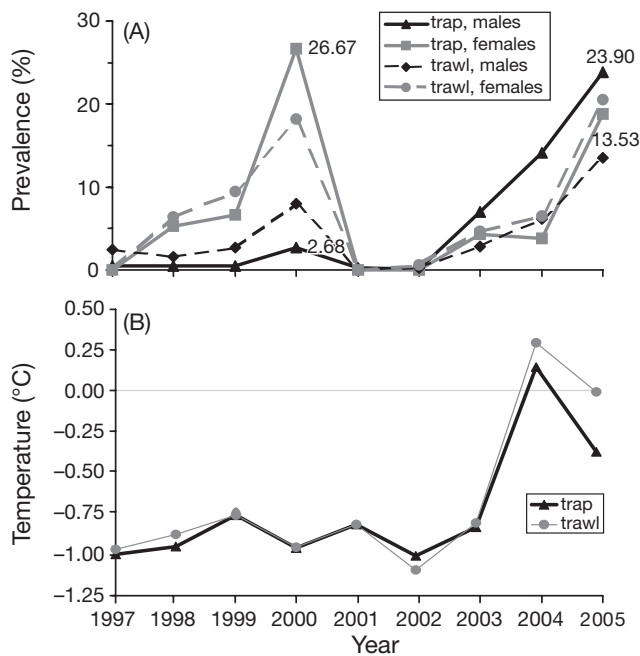 (A)
trap, males
trap, females
trawl, males
trawl, females
30
20
10
0
Prevalence (%)
26.67
2.68
23.90
13.53
(B)
0.50
0.25
0.00
−0.25
−0.50
−0.75
−1.00
−1.25
Temperature (°C)
trap
trawl
1997 1998 1999 2000 2001 2002 2003 2004 2005
Year